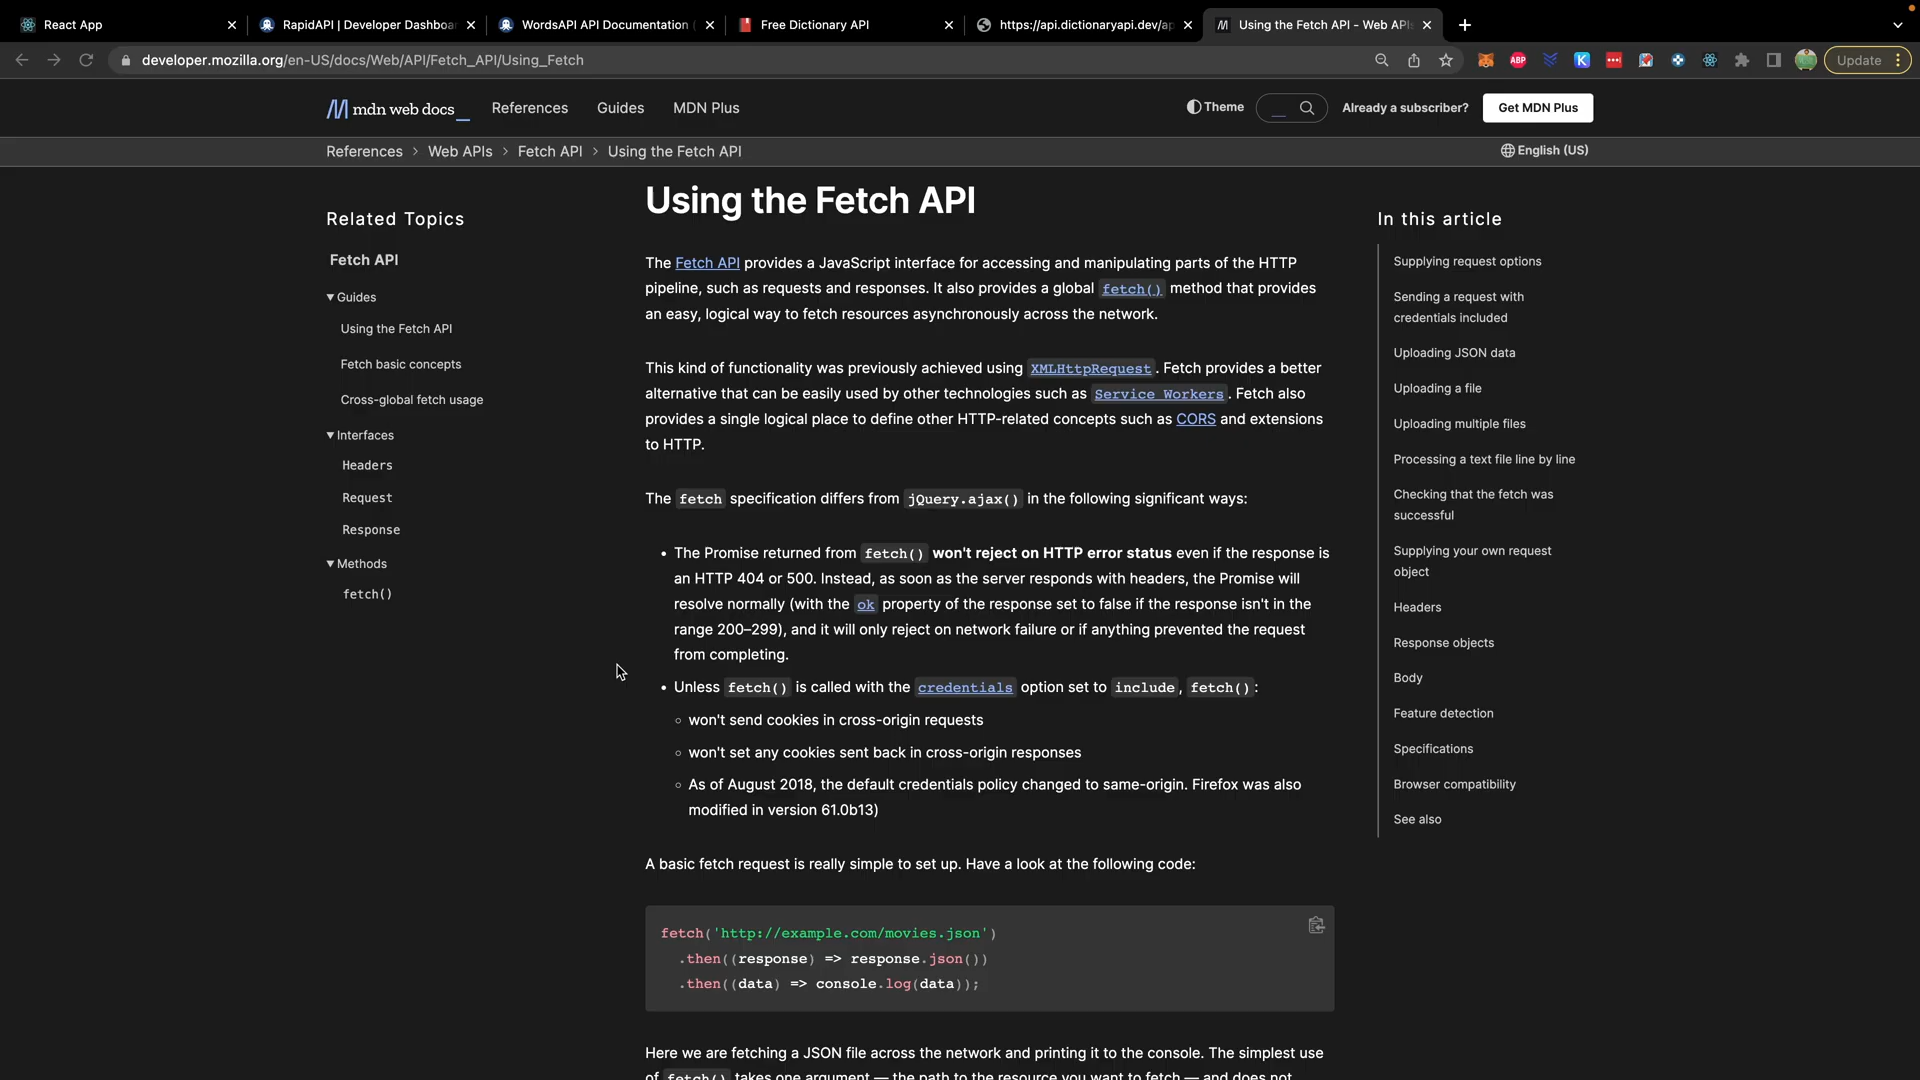 React App
RapidAPI | Developer Dashboar
WordsAPI API Documentation (
Free Dictionary API
https://api.dictionaryapi.dev/ap
Using the Fetch API - Web APIs
developer.mozilla.org/en-US/docs/Web/API/Fetch_API/Using_Fetch
ABP
K
Update
mdn web docs_
References
Guides
MDN Plus
Theme
Already a subscriber?
Get MDN Plus
References > Web APIs > Fetch API > Using the Fetch API
English (US)
Related Topics
Fetch API
▾ Guides
Using the Fetch API
Fetch basic concepts
Cross-global fetch usage
▾ Interfaces
Headers
Request
Response
▾ Methods
fetch()
Using the Fetch API
The Fetch API provides a JavaScript interface for accessing and manipulating parts of the HTTP
pipeline, such as requests and responses. It also provides a global fetch() method that provides
an easy, logical way to fetch resources asynchronously across the network.
This kind of functionality was previously achieved using XMLHttpRequest. Fetch provides a better
alternative that can be easily used by other technologies such as Service Workers. Fetch also
provides a single logical place to define other HTTP-related concepts such as CORS and extensions
to HTTP.
The fetch specification differs from jQuery.ajax() in the following significant ways:
• The Promise returned from fetch() won't reject on HTTP error status even if the response is
an HTTP 404 or 500. Instead, as soon as the server responds with headers, the Promise will
resolve normally (with the ok property of the response set to false if the response isn't in the
range 200–299), and it will only reject on network failure or if anything prevented the request
from completing.
• Unless fetch() is called with the credentials option set to include, fetch():
◦ won't send cookies in cross-origin requests
◦ won't set any cookies sent back in cross-origin responses
◦ As of August 2018, the default credentials policy changed to same-origin. Firefox was also
modified in version 61.0b13)
A basic fetch request is really simple to set up. Have a look at the following code:
fetch('http://example.com/movies.json')
.then((response) => response.json())
.then((data) => console.log(data));
Here we are fetching a JSON file across the network and printing it to the console. The simplest use
of fetch() takes one argument — the path to the resource you want to fetch — and does not
In this article
Supplying request options
Sending a request with
credentials included
Uploading JSON data
Uploading a file
Uploading multiple files
Processing a text file line by line
Checking that the fetch was
successful
Supplying your own request
object
Headers
Response objects
Body
Feature detection
Specifications
Browser compatibility
See also